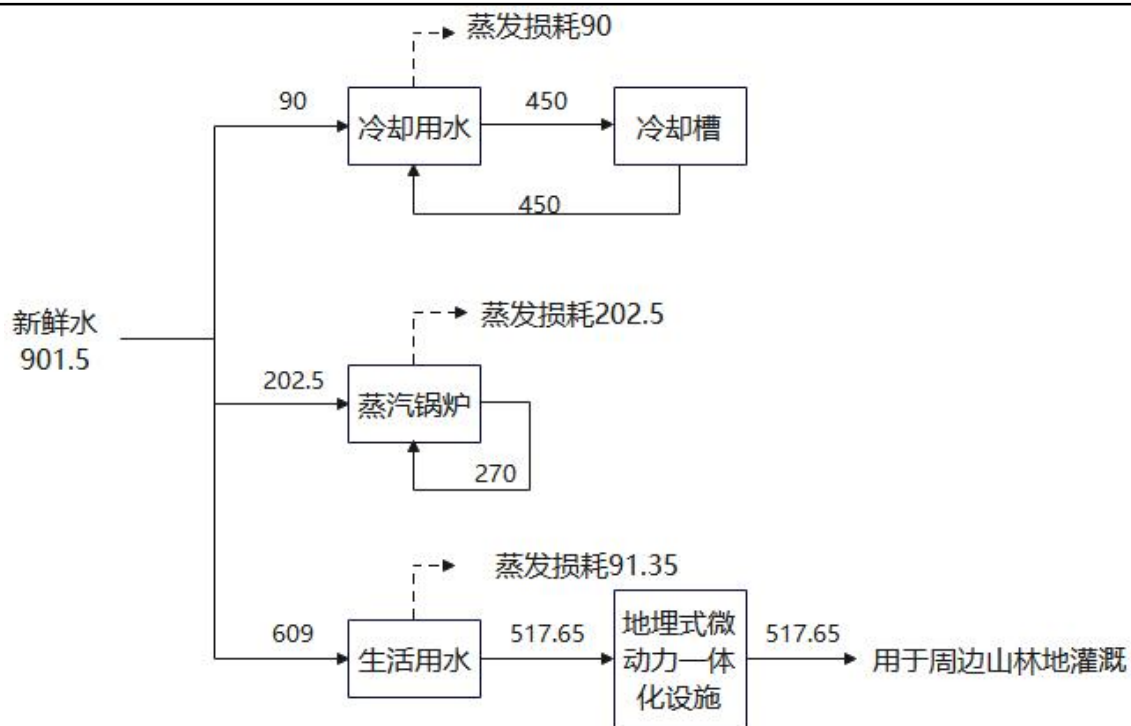 蒸发损耗90
90
冷却用水
450
冷却槽
450
新鲜水
901.5
蒸发损耗202.5
202.5
蒸汽锅炉
270
蒸发损耗91.35
609
生活用水
517.65
地埋式微
动力一体
化设施
517.65
用于周边山林地灌溉